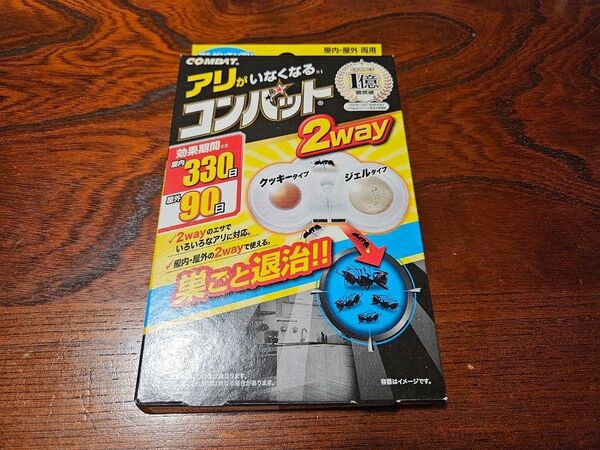 屋内・屋外 両用
COMBAT
アリがいなくなる※1
コンバット®
1億
個突破
2way
効果期間※2
屋内330日
屋外90日
クッキータイプ
ジェルタイプ
✓2wayのエサで
いろいろなアリに対応。
✓屋内・屋外の2wayで使える。
巣ごと退治!!
容器はイメージです。